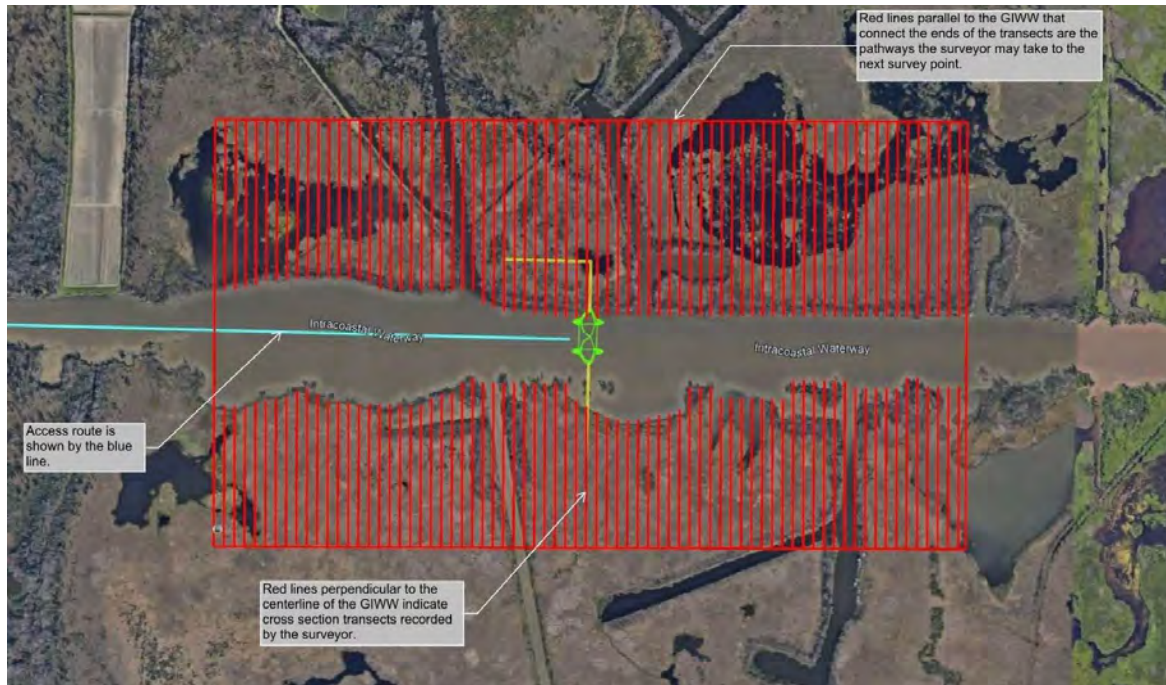 Red lines parallel to the GIWW that
connect the ends of the transects are the
pathways the surveyor may take to the
next survey point.
Intracoastal Waterway
Intracoastal Waterway
Access route is
shown by the blue
line.
Red lines perpendicular to the
centerline of the GIWW indicate
cross section transects recorded
by the surveyor.